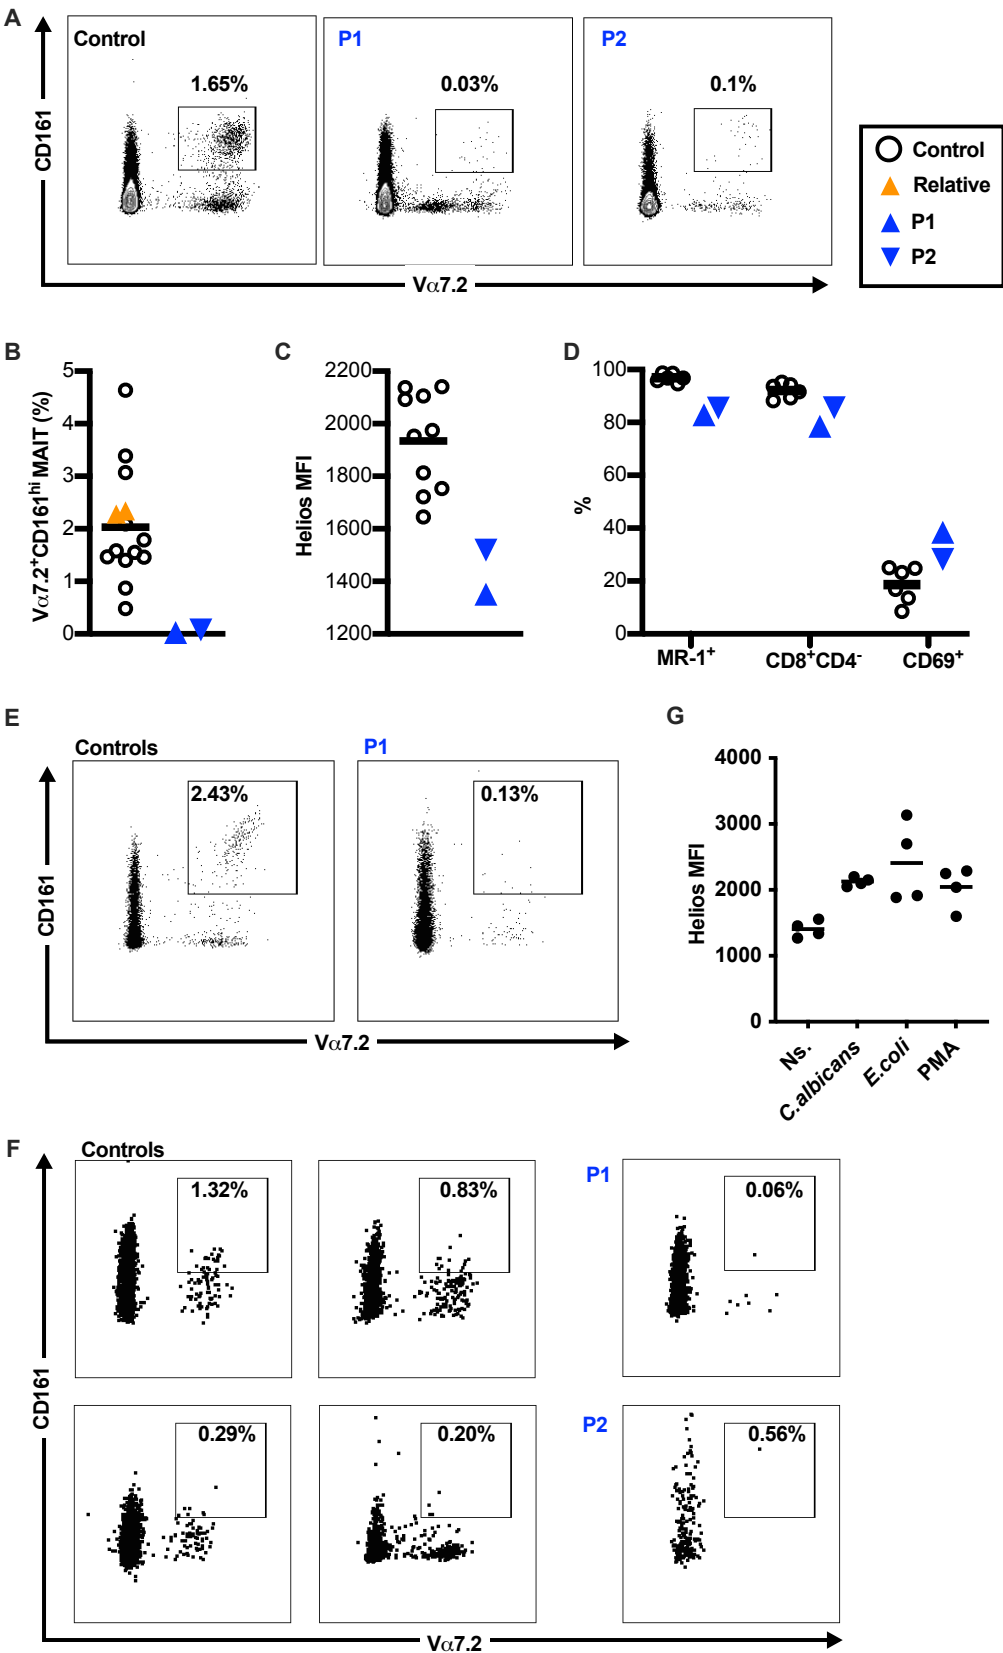 A
Control
P1
P2
1.65%
0.03%
0.1%
CD161
Vα7.2
Control
Relative
P1
P2
B
Vα7.2+CD161hi MAIT (%)
5
4
3
2
1
0
C
Helios MFI
2200
2000
1800
1600
1400
1200
D
%
100
80
60
40
20
0
MR-1+
CD8+CD4-
CD69+
E
Controls
P1
2.43%
0.13%
CD161
Vα7.2
G
Helios MFI
4000
3000
2000
1000
0
Ns.
C.albicans
E.coli
PMA
F
Controls
P1
1.32%
0.83%
0.06%
P2
0.29%
0.20%
0.56%
CD161
Vα7.2